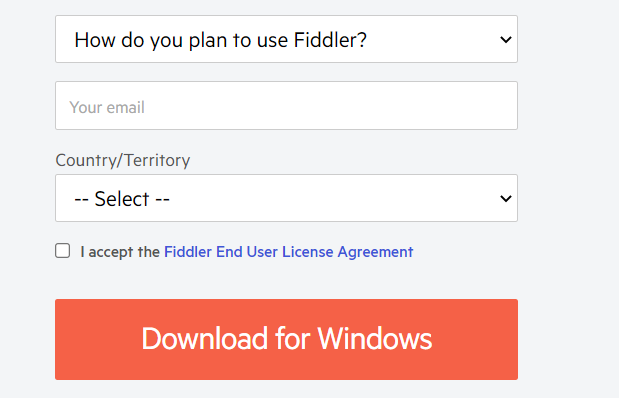 How do you plan to use Fiddler?
Your email
Country/Territory
-- Select --
I accept the Fiddler End User License Agreement
Download for Windows